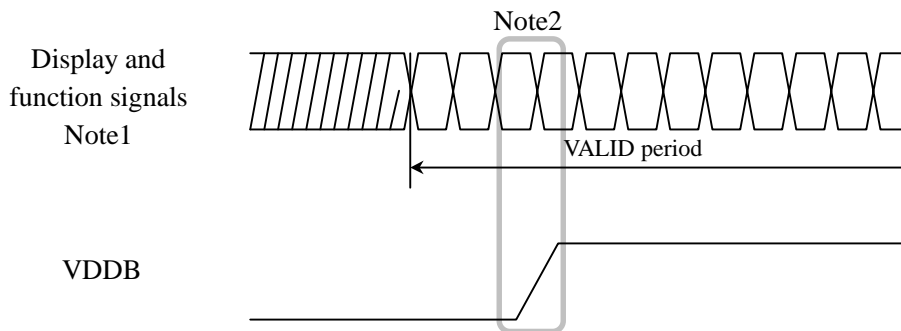 Note2
Display and
function signals
Note1
VALID period
VDDB